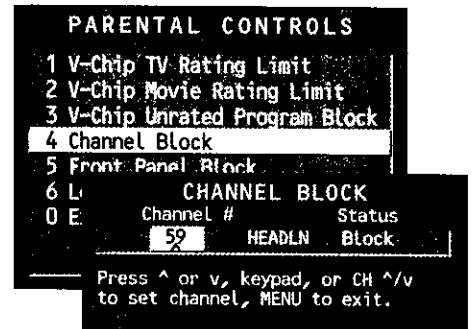 PARENTAL CONTROLS
1 V-Chip TV Rating Limit
2 V-Chip Movie Rating Limit
3 V-Chip Unrated Program Block
4 Channel Block
5 Front Panel Block
6 L
0 E
CHANNEL BLOCK
Channel # Status
59 HEADLN Block
Press ^ or v, keypad, or CH ^/v
to set channel, MENU to exit.